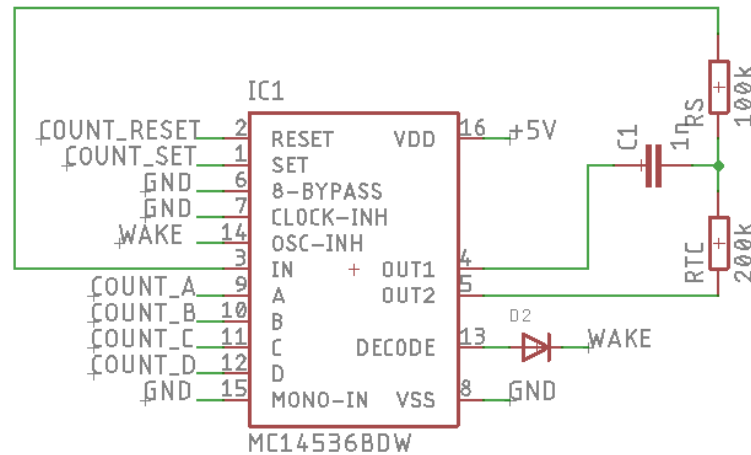 IC1
COUNT_RESET 2 RESET VDD 16 +5V
COUNT_SET 1 SET
GND 6 8-BYPASS
GND 7 CLOCK-INH
WAKE 14 OSC-INH
3 IN OUT1 4
COUNT_A 9 A OUT2 5
COUNT_B 10 B
COUNT_C 11 C DECODE 13 D2 WAKE
COUNT_D 12 D
GND 15 MONO-IN VSS 8 GND
MC14536BDW
C1 1n
RS 100k
RTC 200k